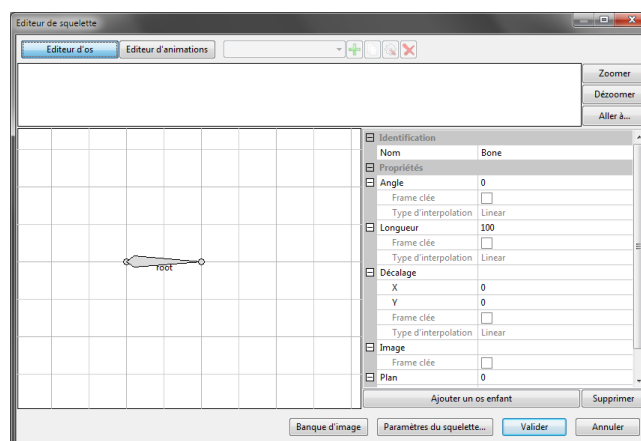 Editeur de squelette
Editeur d'os
Editeur d'animations
Zoomer
Dézoomer
Aller à...
Identification
Nom Bone
Propriétés
Angle 0
Frame clée
Type d'interpolation Linear
Longueur 100
Frame clée
Type d'interpolation Linear
Décalage
X 0
Y 0
Frame clée
Type d'interpolation Linear
Image
Frame clée
Plan 0
root
Ajouter un os enfant
Supprimer
Banque d'image
Paramètres du squelette...
Valider
Annuler